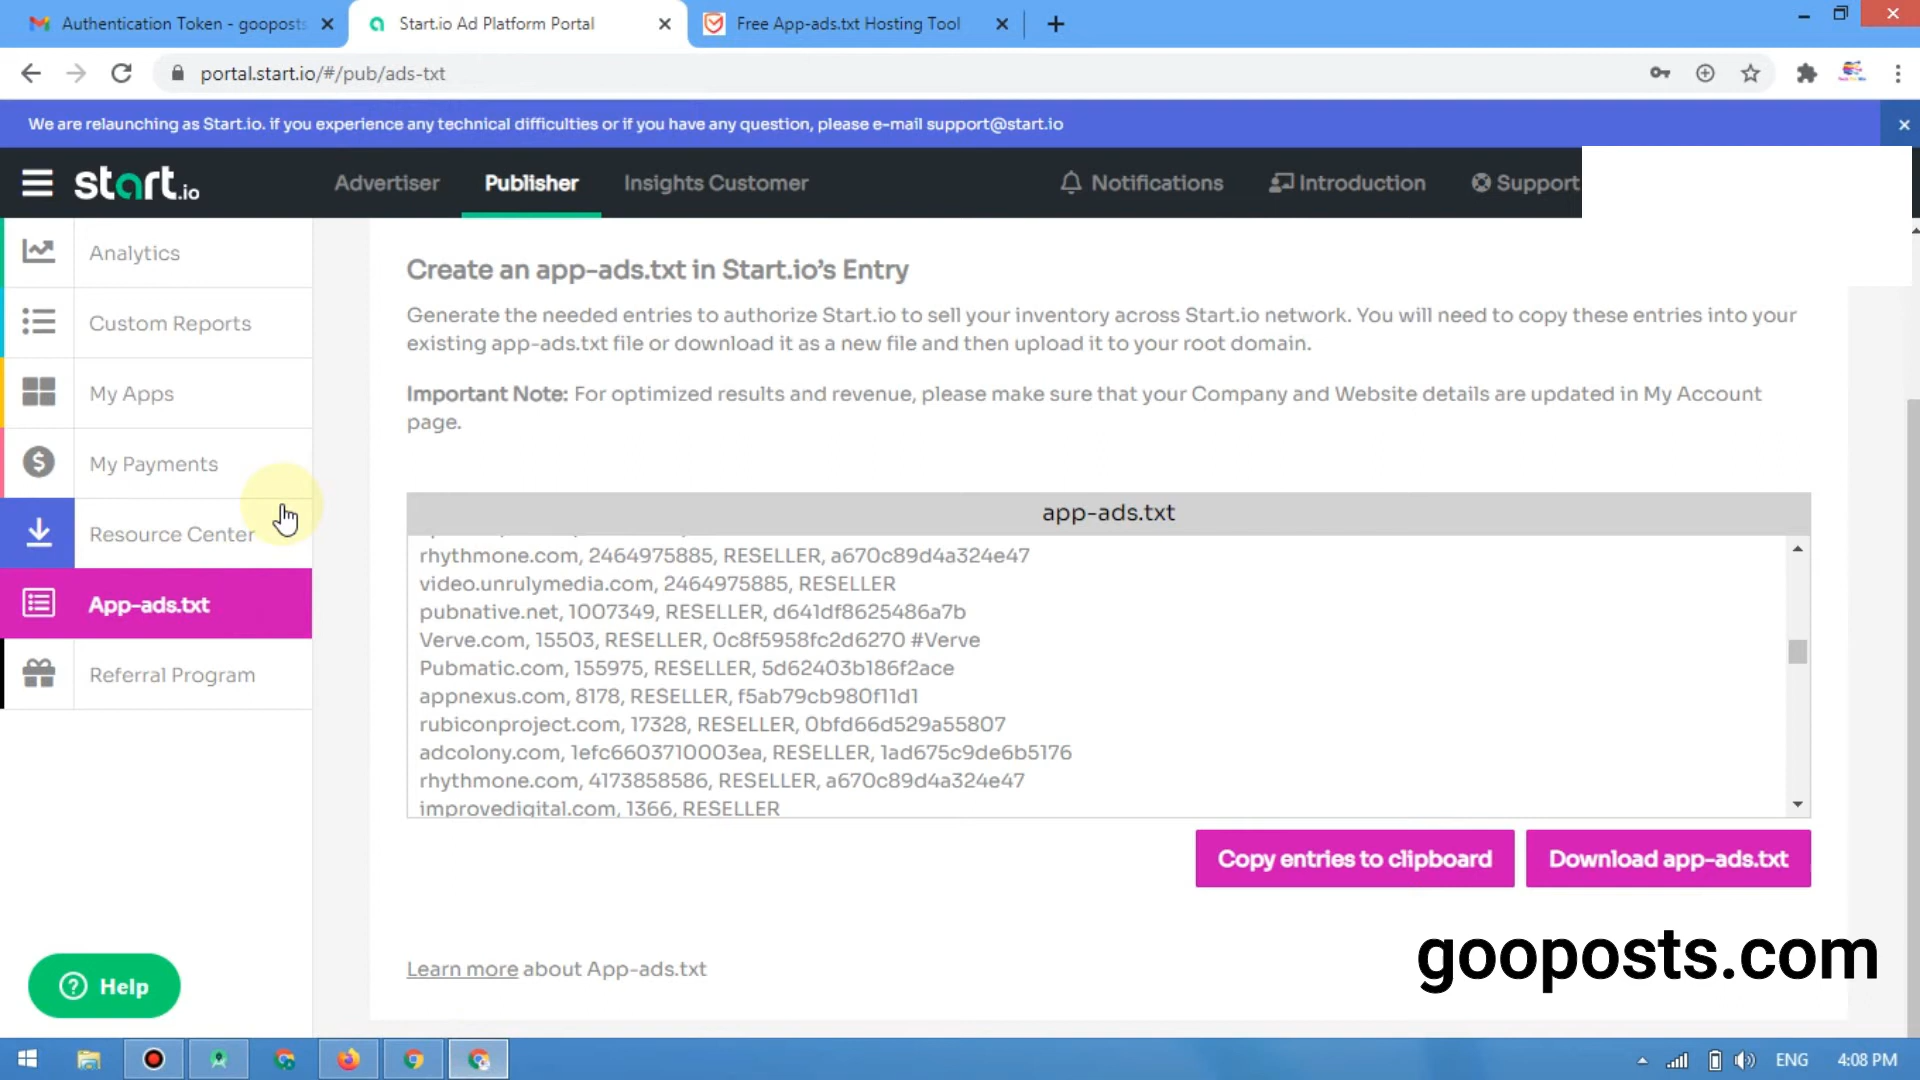 Authentication Token - gooposts
Start.io Ad Platform Portal
Free App-ads.txt Hosting Tool
portal.start.io/#/pub/ads-txt
We are relaunching as Start.io. if you experience any technical difficulties or if you have any question, please e-mail support@start.io
start.io
Advertiser
Publisher
Insights Customer
Notifications
Introduction
Support
Analytics
Custom Reports
My Apps
My Payments
Resource Center
App-ads.txt
Referral Program
Help
Create an app-ads.txt in Start.io's Entry
Generate the needed entries to authorize Start.io to sell your inventory across Start.io network. You will need to copy these entries into your
existing app-ads.txt file or download it as a new file and then upload it to your root domain.
Important Note: For optimized results and revenue, please make sure that your Company and Website details are updated in My Account
page.
app-ads.txt
rhythmone.com, 2464975885, RESELLER, a670c89d4a324e47
video.unrulymedia.com, 2464975885, RESELLER
pubnative.net, 1007349, RESELLER, d641df8625486a7b
Verve.com, 15503, RESELLER, 0c8f5958fc2d6270 #Verve
Pubmatic.com, 155975, RESELLER, 5d62403b186f2ace
appnexus.com, 8178, RESELLER, f5ab79cb980f11d1
rubiconproject.com, 17328, RESELLER, 0bfd66d529a55807
adcolony.com, 1efc6603710003ea, RESELLER, 1ad675c9de6b5176
rhythmone.com, 4173858586, RESELLER, a670c89d4a324e47
improvedigital.com, 1366, RESELLER
Copy entries to clipboard
Download app-ads.txt
Learn more about App-ads.txt
gooposts.com
ENG
4:08 PM